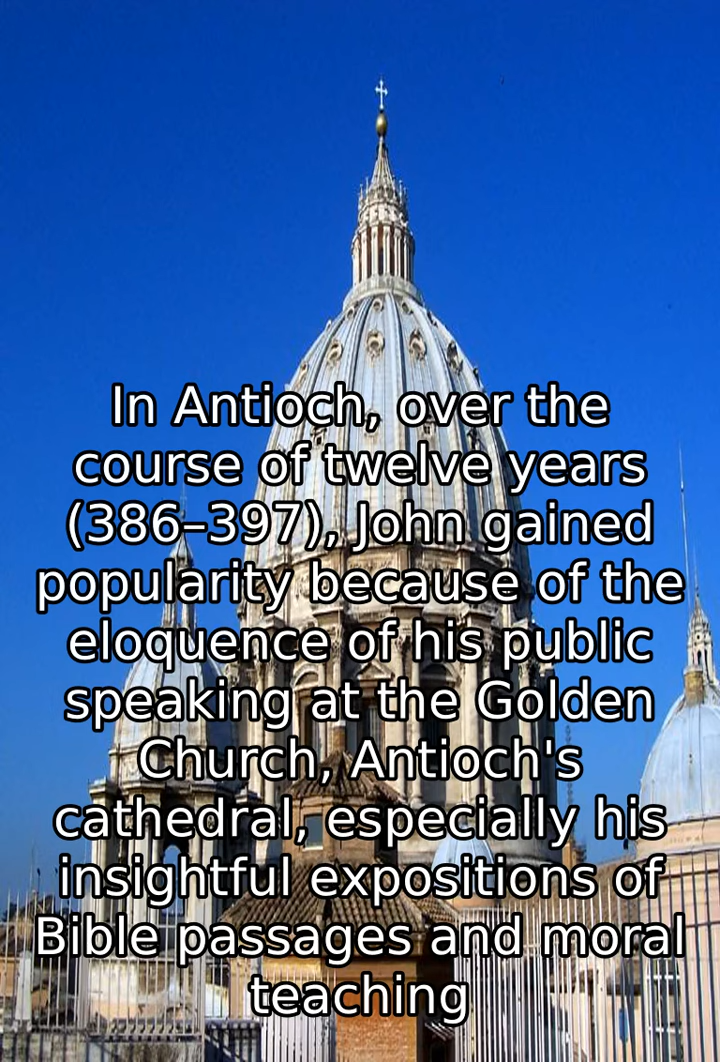 In Antioch, over the
course of twelve years
(386–397), John gained
popularity because of the
eloquence of his public
speaking at the Golden
Church, Antioch's
cathedral, especially his
insightful expositions of
Bible passages and moral
teaching